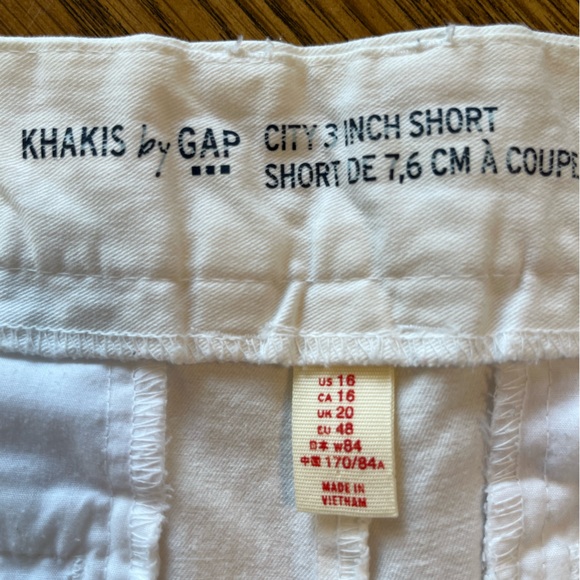 KHAKIS by GAP
CITY 3 INCH SHORT
SHORT DE 7,6 CM À COUPE
US 16
CA 16
UK 20
EU 48
日本 W84
中国 170/84A
MADE IN
VIETNAM